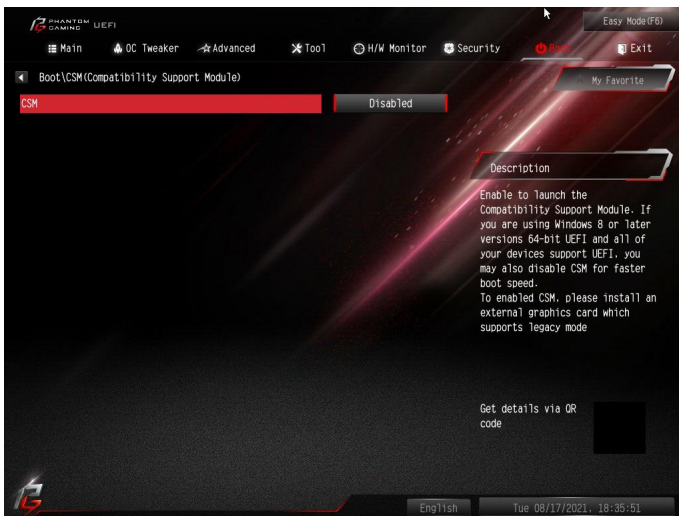 PHANTOM GAMING UEFI
Easy Mode(F6)
Main OC Tweaker Advanced Tool H/W Monitor Security Boot Exit
Boot\CSM(Compatibility Support Module)
My Favorite
CSM Disabled
Description
Enable to launch the
Compatibility Support Module. If
you are using Windows 8 or later
versions 64-bit UEFI and all of
your devices support UEFI, you
may also disable CSM for faster
boot speed.
To enabled CSM, please install an
external graphics card which
supports legacy mode
Get details via QR
code
English
Tue 08/17/2021, 18:35:51